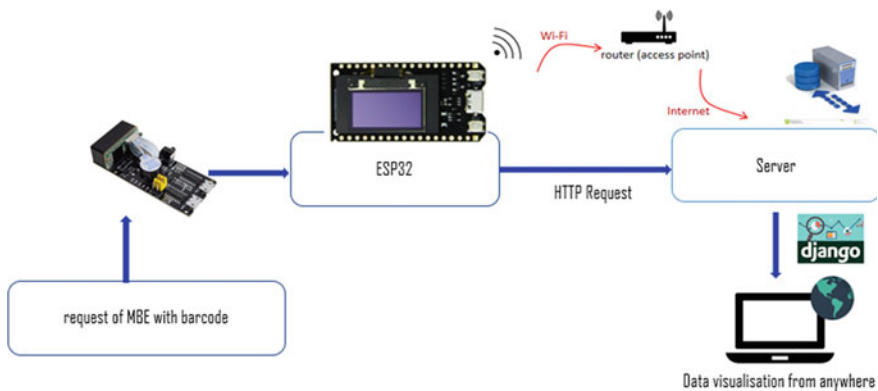 Wi-Fi
router (access point)
Internet
ESP32
HTTP Request
Server
django
request of MBE with barcode
Data visualisation from anywhere